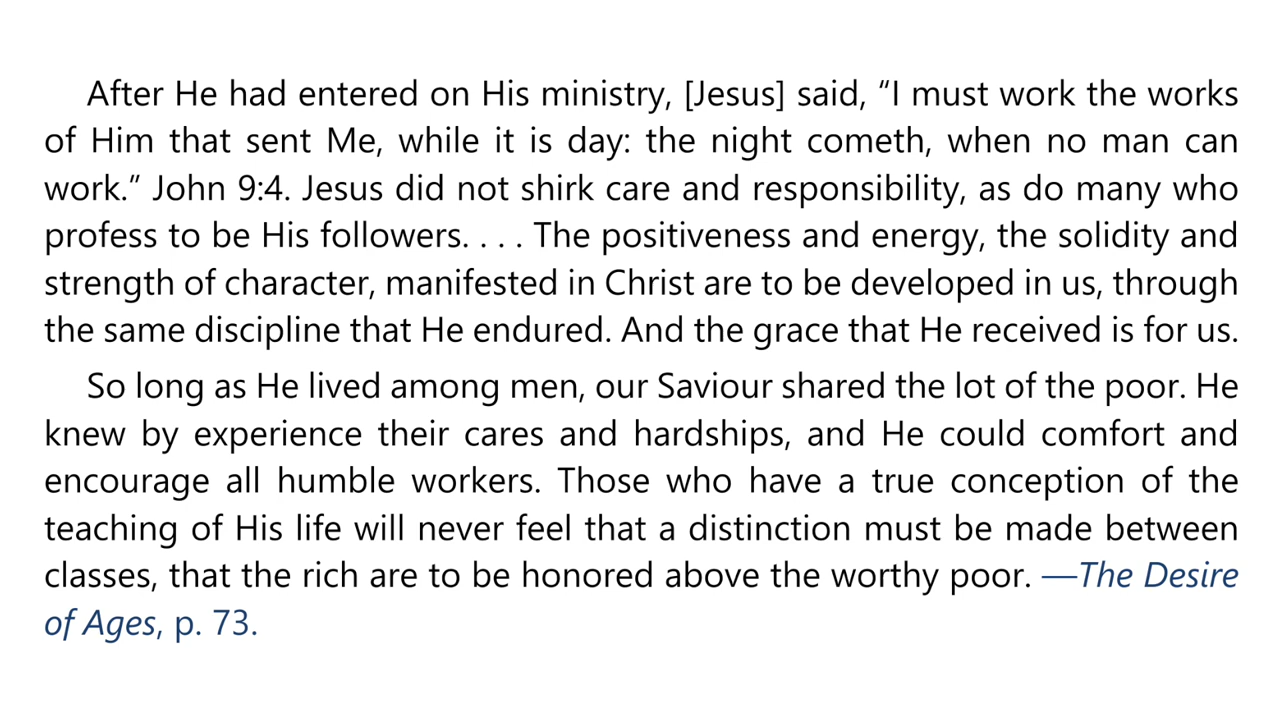 After He had entered on His ministry, [Jesus] said, “I must work the works
of Him that sent Me, while it is day: the night cometh, when no man can
work.” John 9:4. Jesus did not shirk care and responsibility, as do many who
profess to be His followers. . . . The positiveness and energy, the solidity and
strength of character, manifested in Christ are to be developed in us, through
the same discipline that He endured. And the grace that He received is for us.
So long as He lived among men, our Saviour shared the lot of the poor. He
knew by experience their cares and hardships, and He could comfort and
encourage all humble workers. Those who have a true conception of the
teaching of His life will never feel that a distinction must be made between
classes, that the rich are to be honored above the worthy poor. —The Desire
of Ages, p. 73.